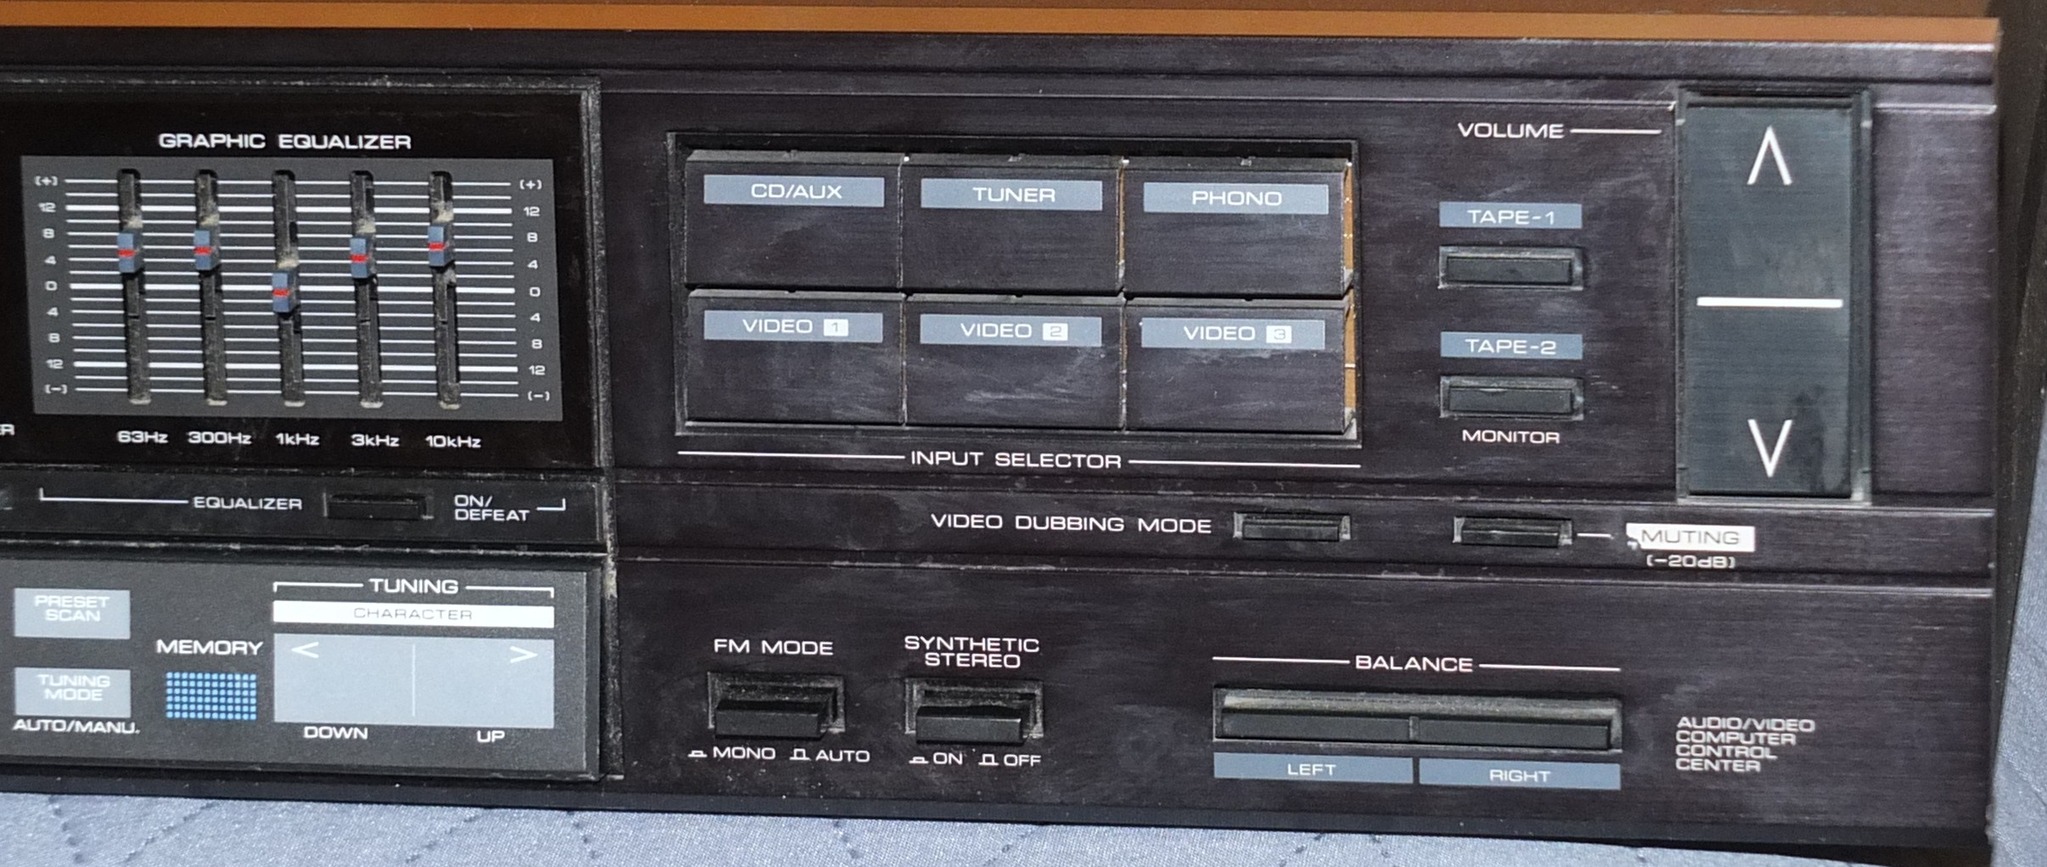 GRAPHIC EQUALIZER
(+) (+)
12 12
8 8
4 4
0 0
4 4
8 8
12 12
(-) (-)
63Hz 300Hz 1kHz 3kHz 10kHz
EQUALIZER
ON/
DEFEAT
PRESET
SCAN
TUNING
MODE
AUTO/MANU.
MEMORY
TUNING
CHARACTER
< >
DOWN UP
CD/AUX TUNER PHONO
VIDEO 1 VIDEO 2 VIDEO 3
INPUT SELECTOR
VOLUME
TAPE-1
TAPE-2
MONITOR
VIDEO DUBBING MODE
MUTING
(-20dB)
FM MODE
MONO AUTO
SYNTHETIC
STEREO
ON OFF
BALANCE
LEFT RIGHT
AUDIO/VIDEO
COMPUTER
CONTROL
CENTER